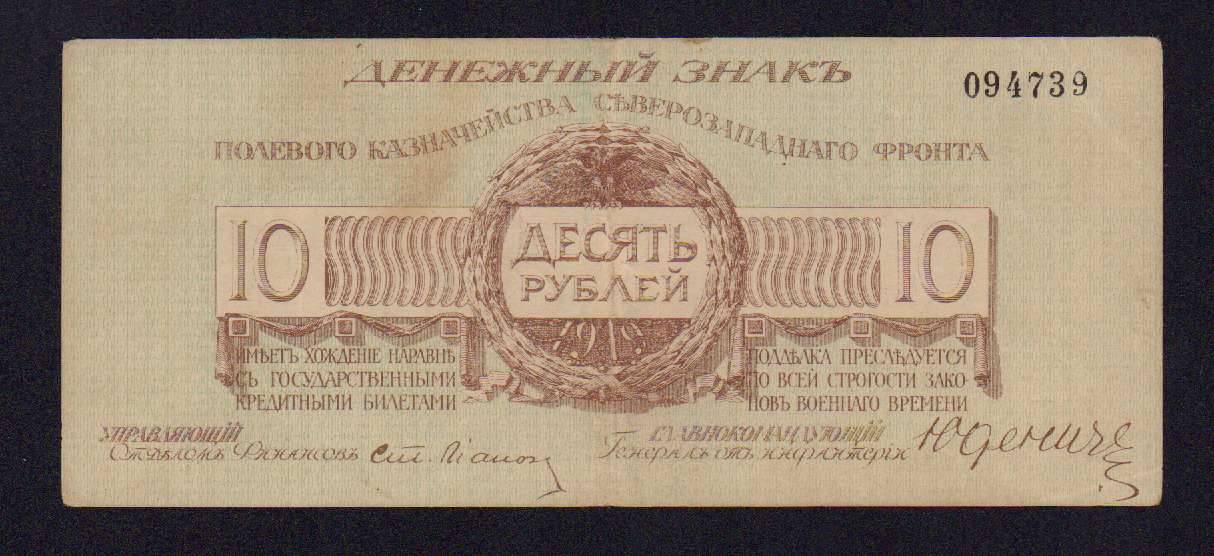 ДЕНЕЖНЫЙ ЗНАКЪ
094739
ПОЛЕВОГО КАЗНАЧЕЙСТВА СѢВЕРОЗАПАДНАГО ФРОНТА
10
ДЕСЯТЬ
РУБЛЕЙ
10
1919
ИМѢЕТЪ ХОЖДЕНІЕ НАРАВНѢ
СЪ ГОСУДАРСТВЕННЫМИ
КРЕДИТНЫМИ БИЛЕТАМИ
ПОДДѢЛКА ПРЕСЛѢДУЕТСЯ
ПО ВСЕЙ СТРОГОСТИ ЗАКО-
НОВЪ ВОЕННАГО ВРЕМЕНИ
УПРАВЛЯЮЩІЙ
Отдѣломъ Финансовъ
ГЛАВНОКОМАНДУЮЩІЙ
Генералъ отъ инфантеріи
Юденичъ